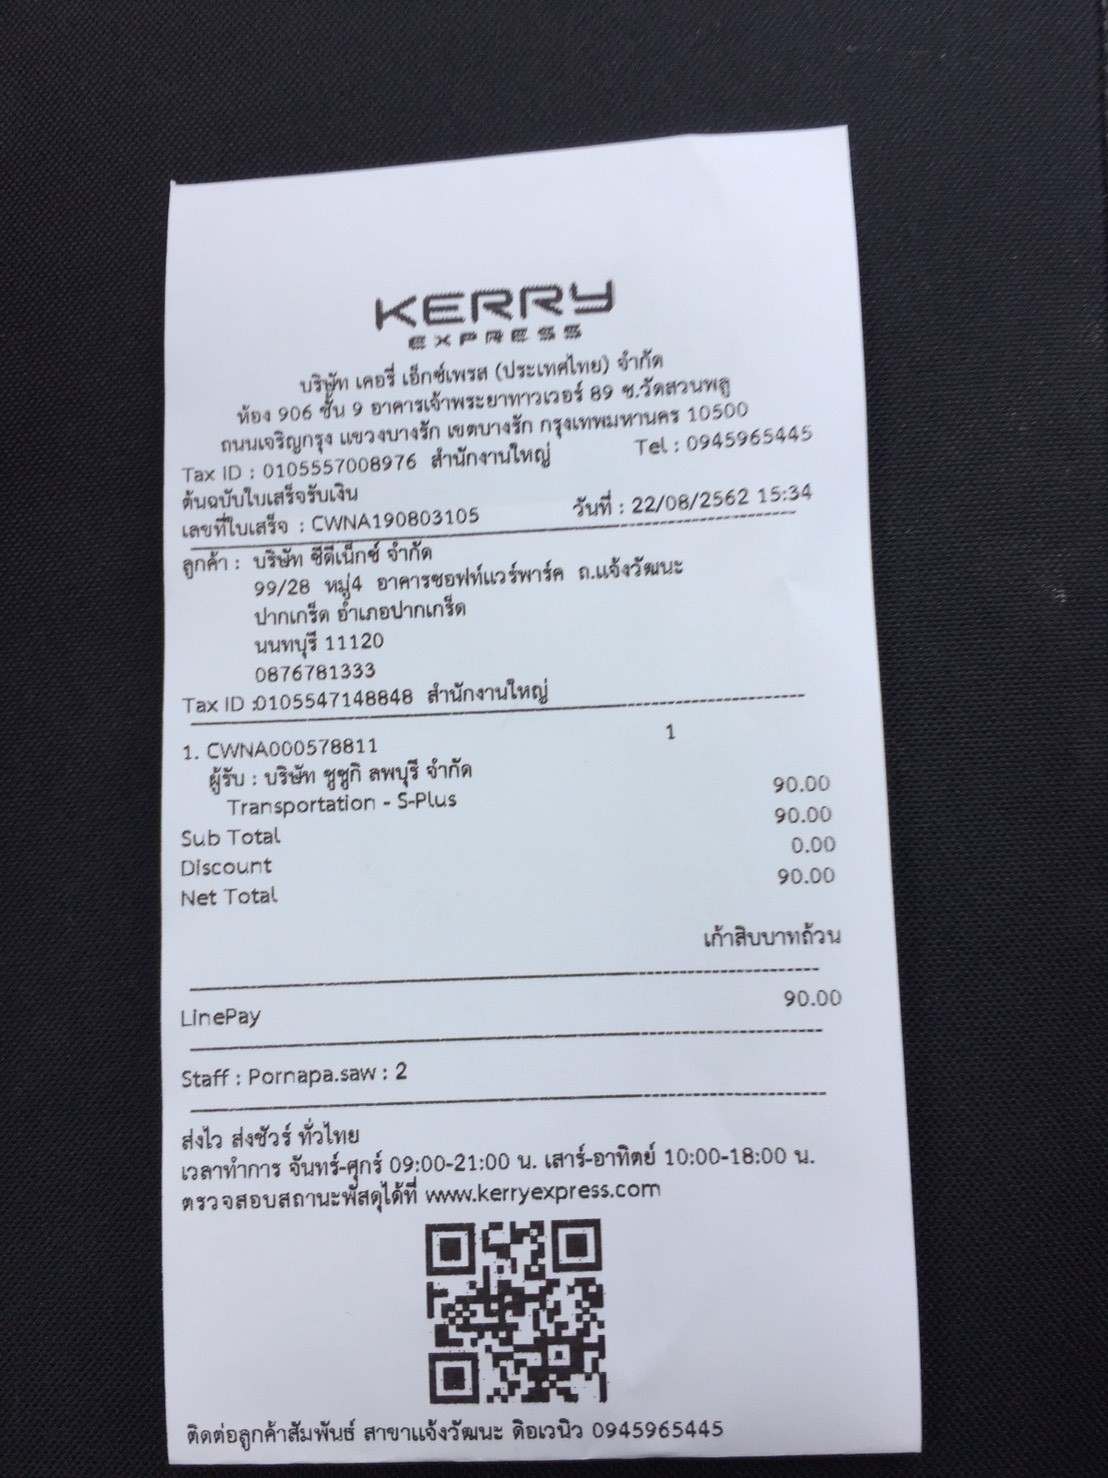 KERRY
EXPRESS
บริษัท เคอรี่ เอ็กซ์เพรส (ประเทศไทย) จำกัด
ห้อง 906 ชั้น 9 อาคารเจ้าพระยาทาวเวอร์ 89 ซ.วัดสวนพลู
ถนนเจริญกรุง แขวงบางรัก เขตบางรัก กรุงเทพมหานคร 10500
Tax ID : 0105557008976 สำนักงานใหญ่ Tel : 0945965445
ต้นฉบับใบเสร็จรับเงิน
เลขที่ใบเสร็จ : CWNA190803105 วันที่ : 22/08/2562 15:34
ลูกค้า : บริษัท ซีดีเน็กซ์ จำกัด
99/28 หมู่4 อาคารซอฟท์แวร์พาร์ค ถ.แจ้งวัฒนะ
ปากเกร็ด อำเภอปากเกร็ด
นนทบุรี 11120
0876781333
Tax ID :0105547148848 สำนักงานใหญ่
1. CWNA000578811 1
ผู้รับ : บริษัท ซูซูกิ ลพบุรี จำกัด
Transportation - S-Plus 90.00
Sub Total 90.00
Discount 0.00
Net Total 90.00
เก้าสิบบาทถ้วน
LinePay 90.00
Staff : Pornapa.saw : 2
ส่งไว ส่งชัวร์ ทั่วไทย
เวลาทำการ จันทร์-ศุกร์ 09:00-21:00 น. เสาร์-อาทิตย์ 10:00-18:00 น.
ตรวจสอบสถานะพัสดุได้ที่ www.kerryexpress.com
ติดต่อลูกค้าสัมพันธ์ สาขาแจ้งวัฒนะ ดิอเวนิว 0945965445